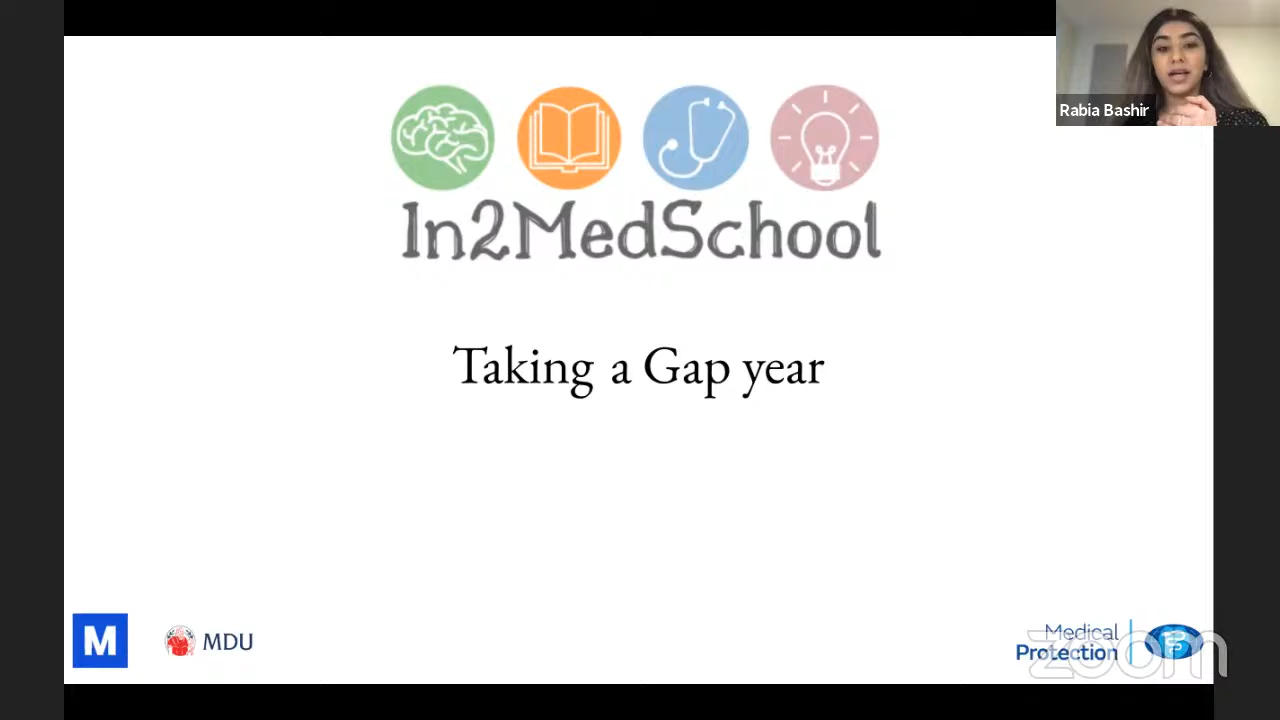 Rabia Bashir
In2MedSchool
Taking a Gap year
M
MDU
Medical
Protection
zoom